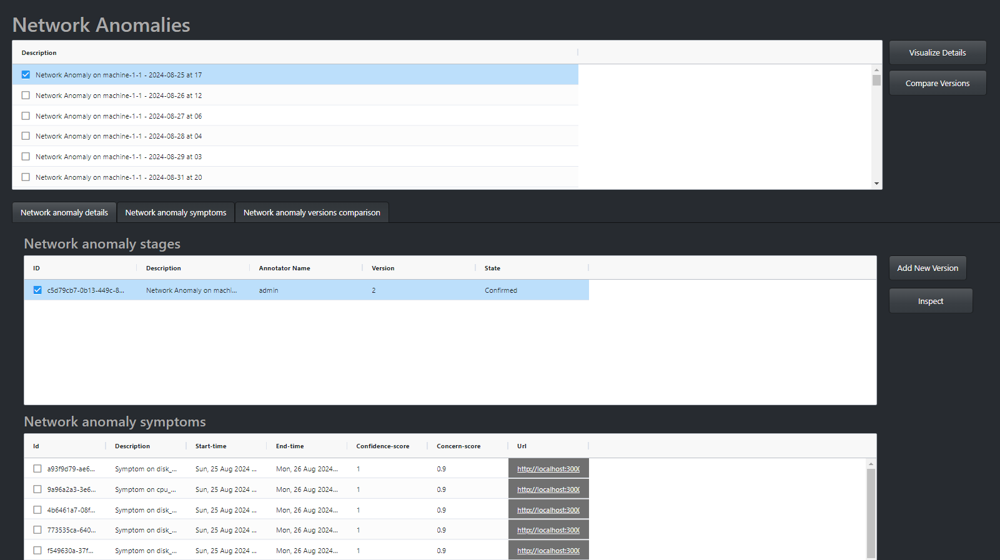 Network Anomalies
Description
Visualize Details
Network Anomaly on machine-1-1 - 2024-08-25 at 17
Compare Versions
Network Anomaly on machine-1-1 - 2024-08-26 at 12
Network Anomaly on machine-1-1 - 2024-08-27 at 06
Network Anomaly on machine-1-1 - 2024-08-28 at 04
Network Anomaly on machine-1-1 - 2024-08-29 at 03
Network Anomaly on machine-1-1 - 2024-08-31 at 20
Network anomaly details Network anomaly symptoms Network anomaly versions comparison
Network anomaly stages
ID Description Annotator Name Version State
Add New Version
c5d79cb7-0b13-449c-8... Network Anomaly on machi... admin 2 Confirmed
Inspect
Network anomaly symptoms
Id Description Start-time End-time Confidence-score Concern-score Url
a93f9d79-ae6... Symptom on disk_... Sun, 25 Aug 2024 ... Mon, 26 Aug 2024... 1 0.9 http://localhost:300
9a96a2a3-3e6... Symptom on cpu_... Sun, 25 Aug 2024 ... Mon, 26 Aug 2024... 1 0.9 http://localhost:300
4b6461a7-08f... Symptom on disk_... Sun, 25 Aug 2024 ... Mon, 26 Aug 2024... 1 0.9 http://localhost:300
773535ca-640... Symptom on disk_... Sun, 25 Aug 2024 ... Mon, 26 Aug 2024... 1 0.9 http://localhost:300
f549630a-37f... Symptom on disk_... Sun, 25 Aug 2024 ... Mon, 26 Aug 2024... 1 0.9 http://localhost:300